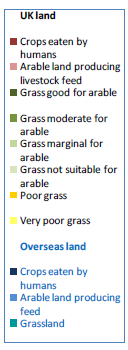 UK land
Crops eaten by
humans
Arable land producing
livestock feed
Grass good for arable
Grass moderate for
arable
Grass marginal for
arable
Grass not suitable for
arable
Poor grass
Very poor grass
Overseas land
Crops eaten by
humans
Arable land producing
feed
Grassland